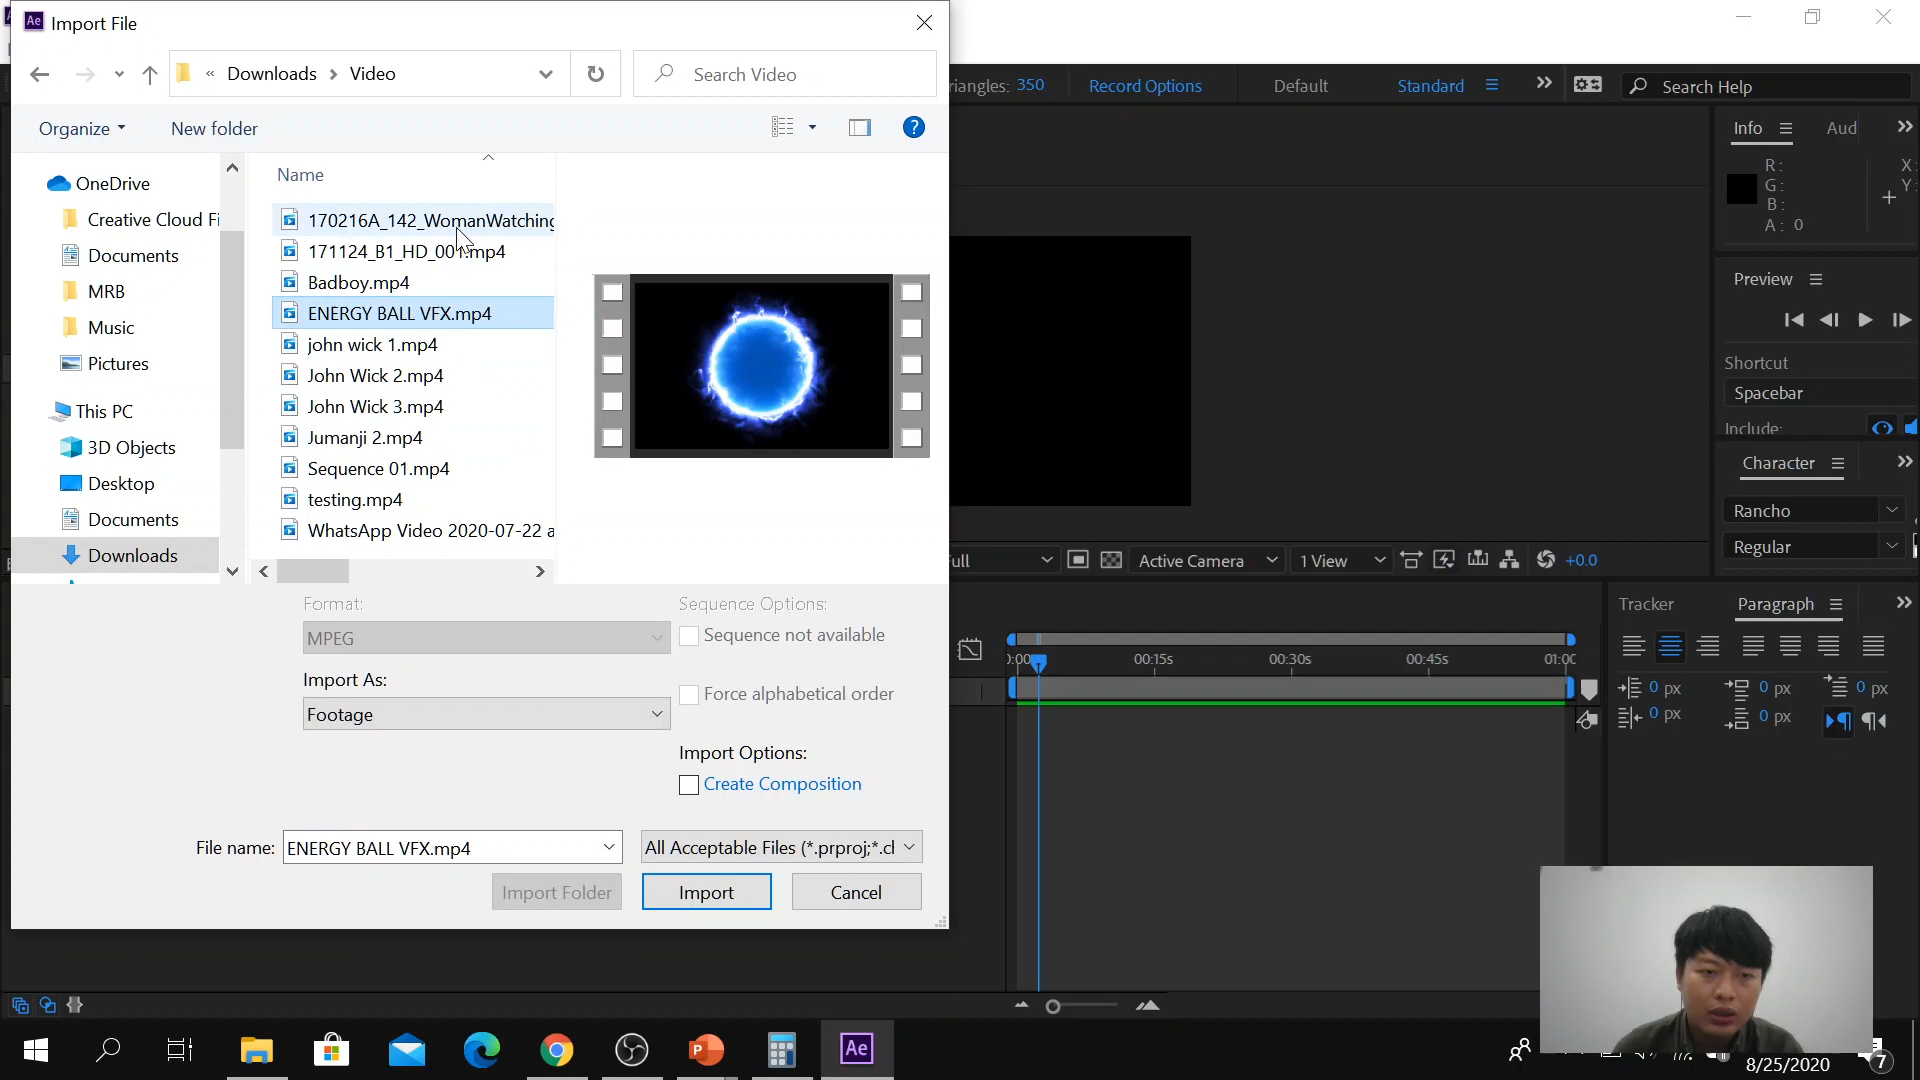 Ae Import File
« Downloads > Video
Search Video
Organize
New folder
?
Name
OneDrive
Creative Cloud Fi
Documents
MRB
Music
Pictures
This PC
3D Objects
Desktop
Documents
Downloads
170216A_142_WomanWatching
171124_B1_HD_001.mp4
Badboy.mp4
ENERGY BALL VFX.mp4
john wick 1.mp4
John Wick 2.mp4
John Wick 3.mp4
Jumanji 2.mp4
Sequence 01.mp4
testing.mp4
WhatsApp Video 2020-07-22 a
Format:
MPEG
Import As:
Footage
Sequence Options:
Sequence not available
Force alphabetical order
Import Options:
Create Composition
File name:
ENERGY BALL VFX.mp4
All Acceptable Files (*.prproj;*.cl
Import Folder
Import
Cancel
riangles: 350
Record Options
Default
Standard
Search Help
Info
Aud
R:
G:
B:
A: 0
X:
Y:
Preview
Shortcut
Spacebar
Include:
Character
Rancho
Regular
ull
Active Camera
1 View
+0.0
Tracker
Paragraph
0 px
0 px
0 px
0 px
0 px
):00
00:15s
00:30s
00:45s
01:00
Ae
8/25/2020
7